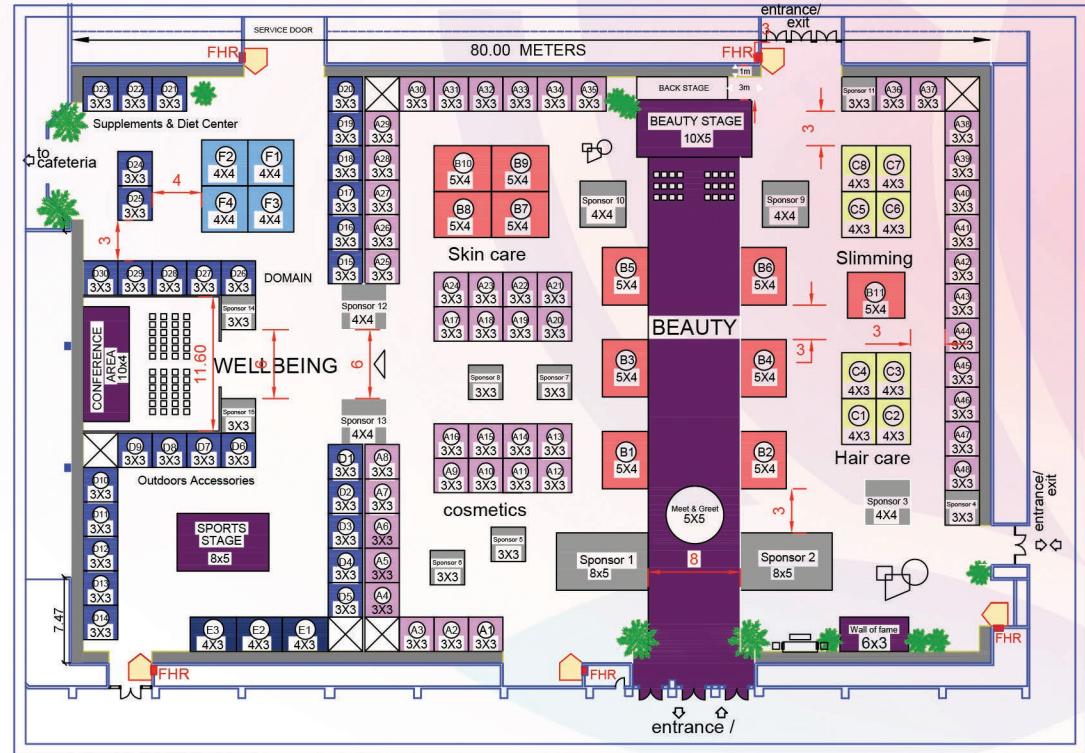 entrance/
exit
SERVICE DOOR
3
80.00 METERS
FHR
FHR
1m
3m
BACK STAGE
BEAUTY STAGE
10X5
D23
3X3
D22
3X3
D21
3X3
Supplements & Diet Center
D20
3X3
A30
3X3
A31
3X3
A32
3X3
A33
3X3
A34
3X3
A35
3X3
Sponsor 11
3X3
A36
3X3
A37
3X3
to
cafeteria
D24
3X3
D25
3X3
4
3
F2
4X4
F1
4X4
F4
4X4
F3
4X4
D19
3X3
D18
3X3
D17
3X3
D16
3X3
D15
3X3
A29
3X3
A28
3X3
A27
3X3
A26
3X3
A25
3X3
B10
5X4
B9
5X4
B8
5X4
B7
5X4
Skin care
Sponsor 10
4X4
Sponsor 9
4X4
3
C8
4X3
C7
4X3
C5
4X3
C6
4X3
Slimming
A38
3X3
A39
3X3
A40
3X3
A41
3X3
A42
3X3
A43
3X3
A44
3X3
A45
3X3
A46
3X3
A47
3X3
A48
3X3
Sponsor 4
3X3
D30
3X3
D29
3X3
D28
3X3
D27
3X3
D26
3X3
DOMAIN
Sponsor 14
3X3
Sponsor 12
4X4
CONFERENCE
AREA
10x4
11.60
6
WELLBEING
6
Sponsor 15
3X3
Sponsor 13
4X4
A24
3X3
A23
3X3
A22
3X3
A21
3X3
A17
3X3
A18
3X3
A19
3X3
A20
3X3
Sponsor 8
3X3
Sponsor 7
3X3
B5
5X4
B6
5X4
BEAUTY
3
B3
5X4
B4
5X4
B11
5X4
3
C4
4X3
C3
4X3
C1
4X3
C2
4X3
Hair care
D9
3X3
D8
3X3
D7
3X3
D6
3X3
Outdoors Accessories
A16
3X3
A15
3X3
A14
3X3
A13
3X3
A9
3X3
A10
3X3
A11
3X3
A12
3X3
cosmetics
B1
5X4
B2
5X4
D10
3X3
D11
3X3
D12
3X3
D13
3X3
D14
3X3
SPORTS
STAGE
8x5
D1
3X3
D2
3X3
D3
3X3
D4
3X3
D5
3X3
A8
3X3
A7
3X3
A6
3X3
A5
3X3
A4
3X3
Sponsor 6
3X3
Sponsor 5
3X3
Meet & Greet
5X5
3
Sponsor 3
4X4
Sponsor 1
8x5
8
Sponsor 2
8x5
entrance/
exit
7.47
E3
4X3
E2
4X3
E1
4X3
A3
3X3
A2
3X3
A1
3X3
Wall of fame
6x3
FHR
FHR
FHR
entrance /